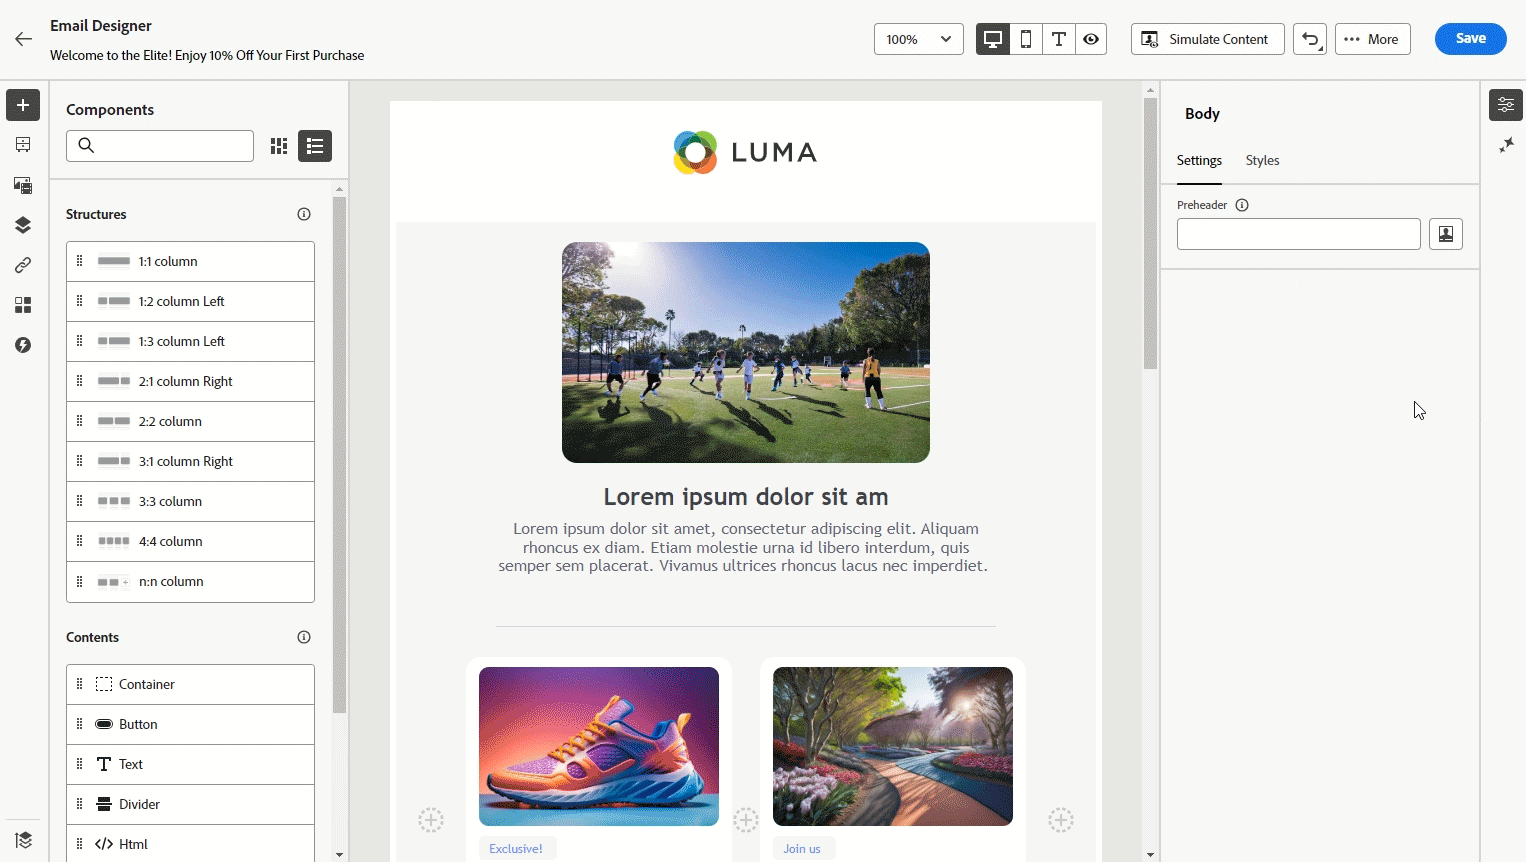 Email Designer
Welcome to the Elite! Enjoy 10% Off Your First Purchase
100%
Simulate Content
More
Save
Components
Structures
1:1 column
1:2 column Left
1:3 column Left
2:1 column Right
2:2 column
3:1 column Right
3:3 column
4:4 column
n:n column
Contents
Container
Button
Text
Divider
Html
LUMA
Lorem ipsum dolor sit am
Lorem ipsum dolor sit amet, consectetur adipiscing elit. Aliquam
rhoncus ex diam. Etiam molestie urna id libero interdum, quis
semper sem placerat. Vivamus ultrices rhoncus lacus nec imperdiet.
Exclusive!
Join us
Body
Settings
Styles
Preheader